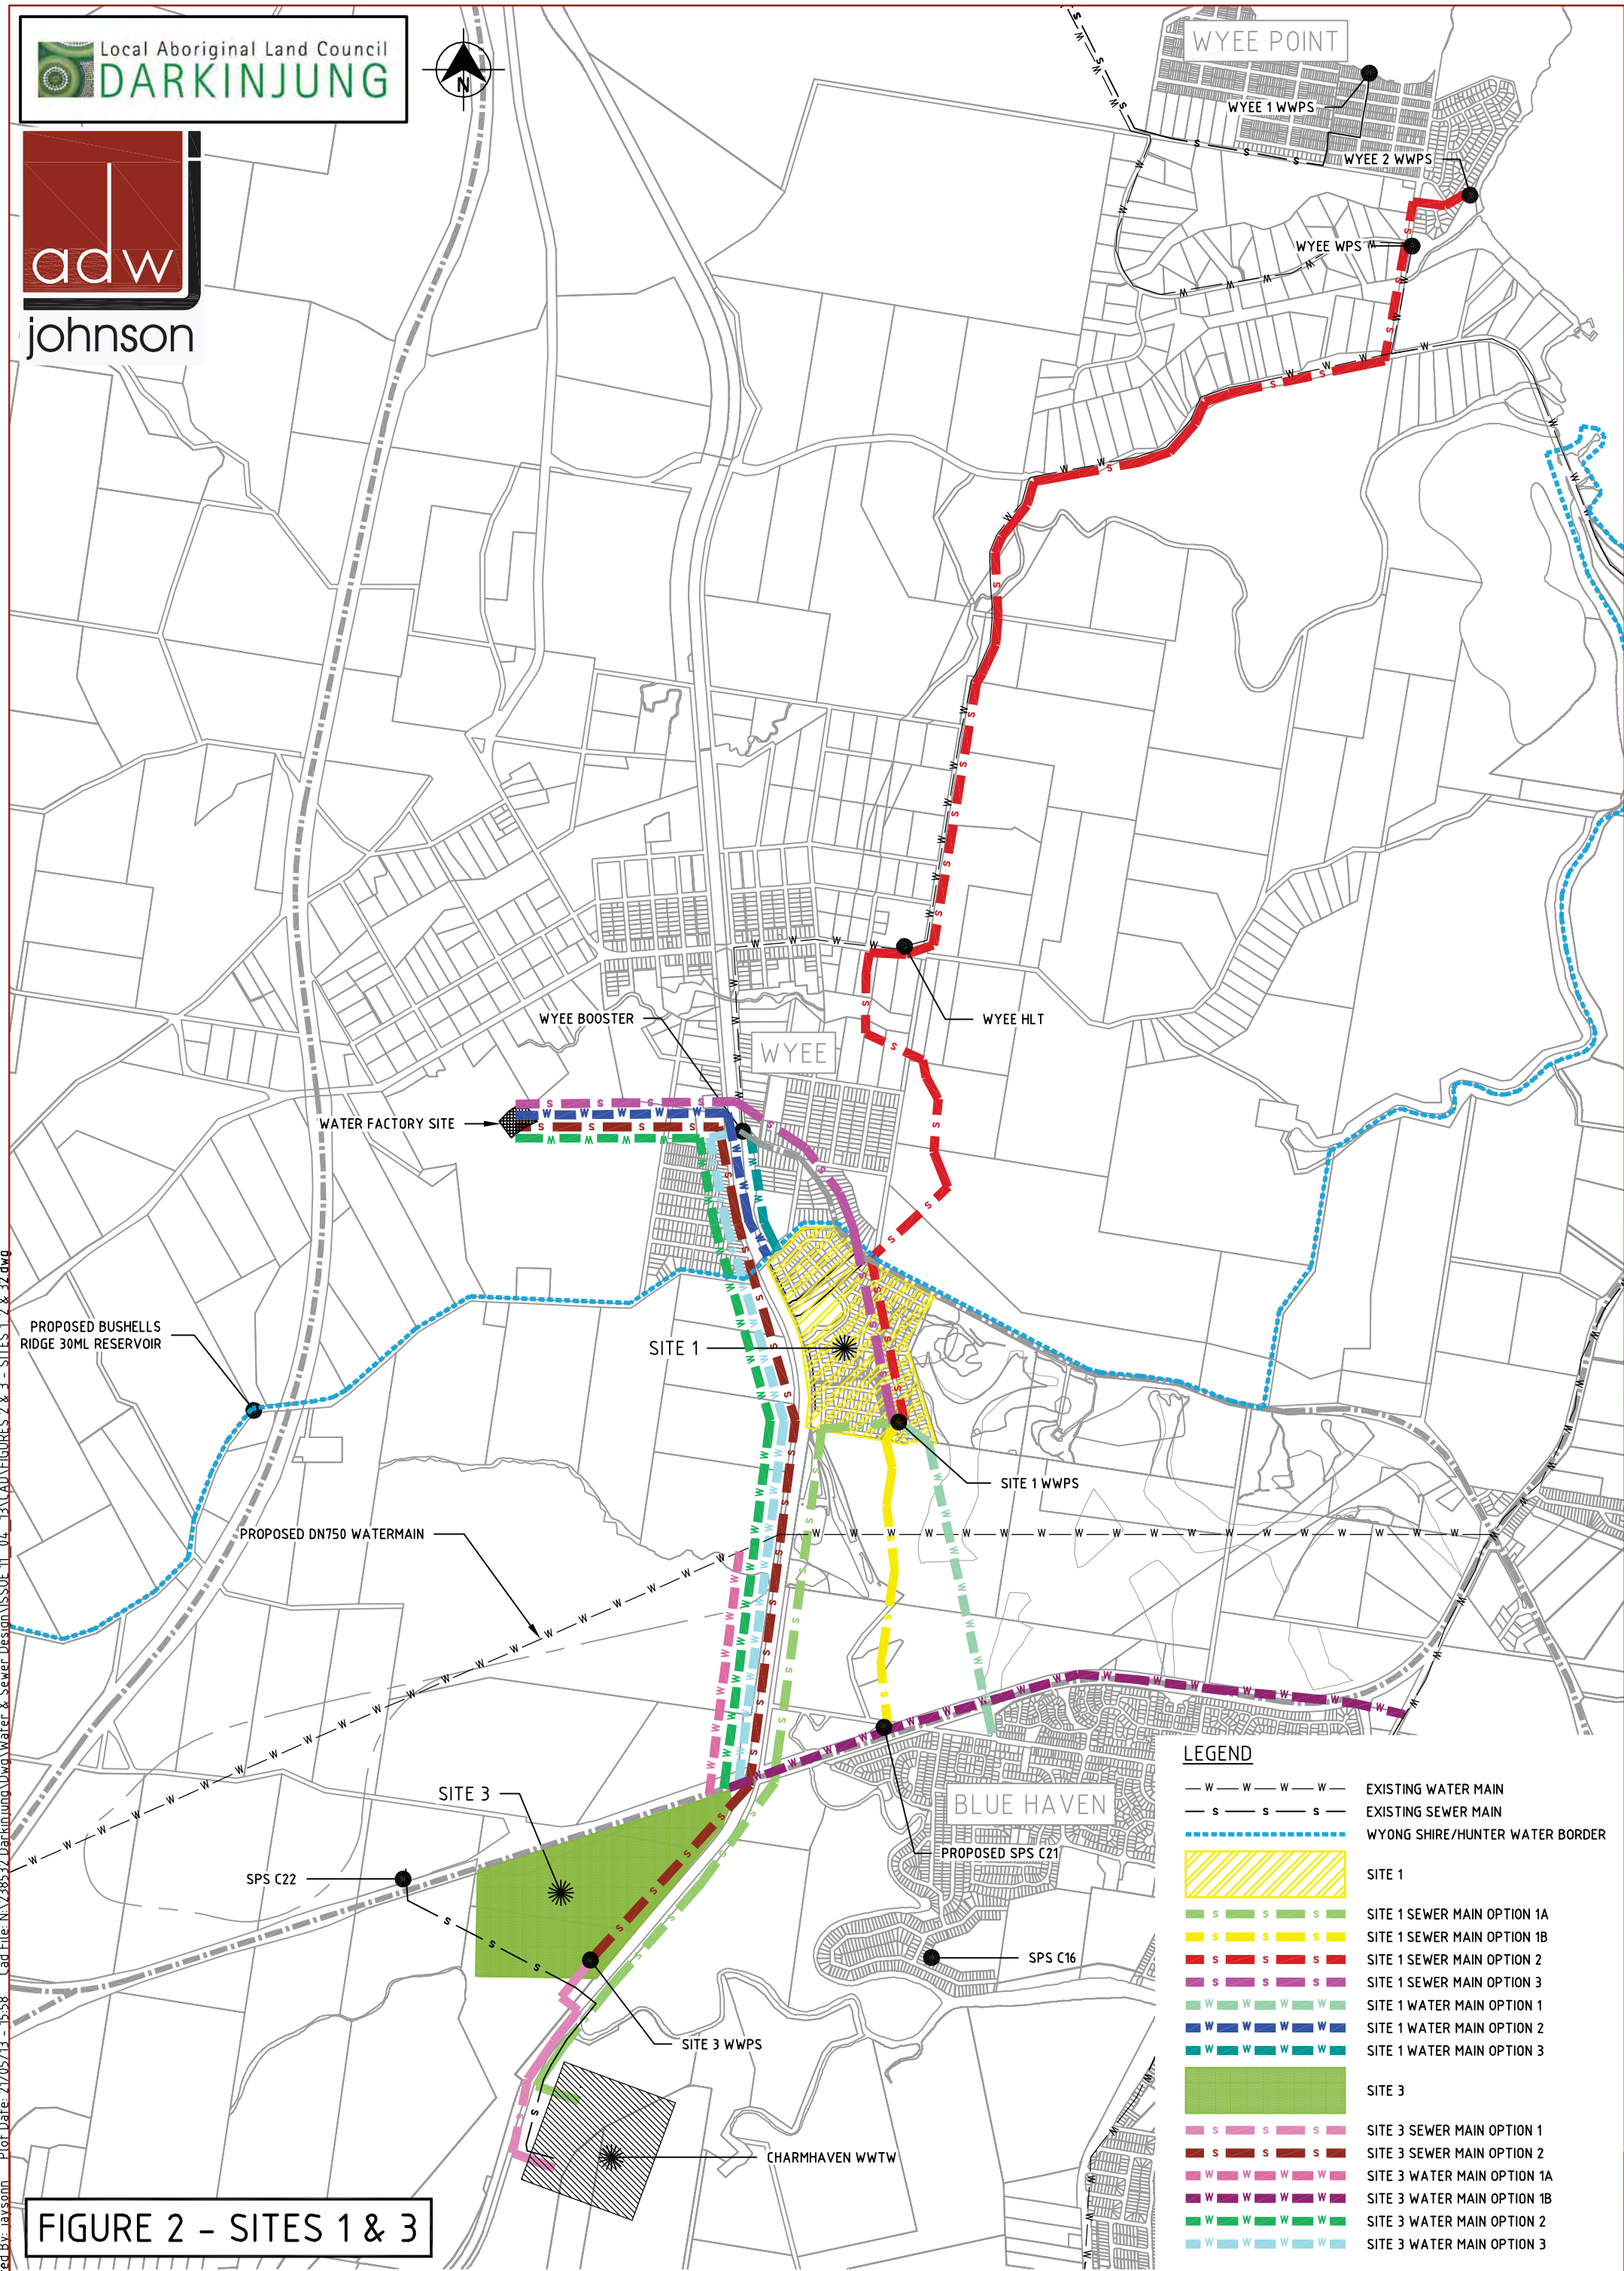 Local Aboriginal Land Council
DARKINJUNG
N
adw
johnson
WYEE POINT
WYEE 1 WWPS
WYEE 2 WWPS
WYEE WPS
WYEE BOOSTER
WYEE HLT
WYEE
WATER FACTORY SITE
PROPOSED BUSHELLS
RIDGE 30ML RESERVOIR
SITE 1
SITE 1 WWPS
PROPOSED DN750 WATERMAIN
SITE 3
BLUE HAVEN
PROPOSED SPS C21
SPS C22
SPS C16
SITE 3 WWPS
CHARMHAVEN WWTW
LEGEND
W W W W EXISTING WATER MAIN
S S S EXISTING SEWER MAIN
WYONG SHIRE/HUNTER WATER BORDER
SITE 1
S S S SITE 1 SEWER MAIN OPTION 1A
S S S SITE 1 SEWER MAIN OPTION 1B
S S S SITE 1 SEWER MAIN OPTION 2
S S S SITE 1 SEWER MAIN OPTION 3
W W W W SITE 1 WATER MAIN OPTION 1
W W W W SITE 1 WATER MAIN OPTION 2
W W W W SITE 1 WATER MAIN OPTION 3
SITE 3
S S S SITE 3 SEWER MAIN OPTION 1
S S S SITE 3 SEWER MAIN OPTION 2
W W W W SITE 3 WATER MAIN OPTION 1A
W W W W SITE 3 WATER MAIN OPTION 1B
W W W W SITE 3 WATER MAIN OPTION 2
W W W W SITE 3 WATER MAIN OPTION 3
FIGURE 2 - SITES 1 & 3
Plot Date: 21/05/13 - 15:58